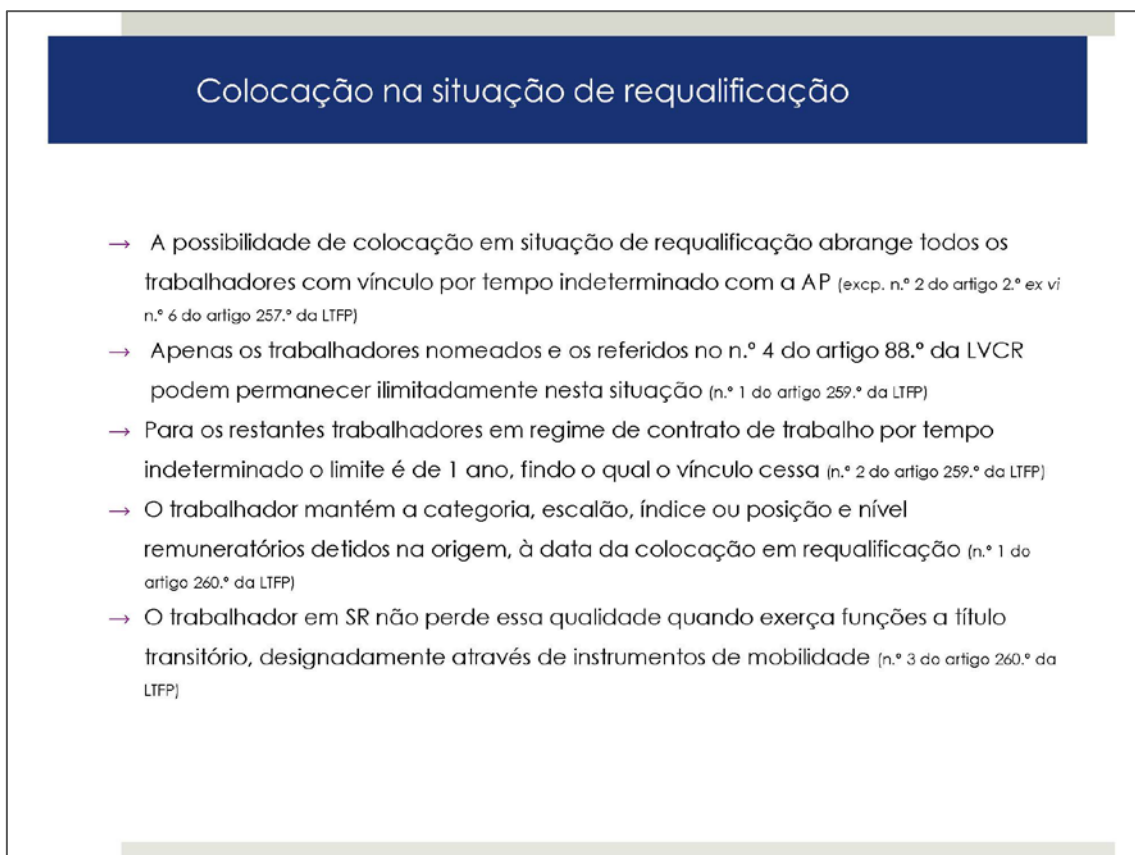 Colocação na situação de requalificação
→ A possibilidade de colocação em situação de requalificação abrange todos os
trabalhadores com vínculo por tempo indeterminado com a AP (excp. n.º 2 do artigo 2.º ex vi
n.º 6 do artigo 257.º da LTFP)
→ Apenas os trabalhadores nomeados e os referidos no n.º 4 do artigo 88.º da LVCR
podem permanecer ilimitadamente nesta situação (n.º 1 do artigo 259.º da LTFP)
→ Para os restantes trabalhadores em regime de contrato de trabalho por tempo
indeterminado o limite é de 1 ano, findo o qual o vínculo cessa (n.º 2 do artigo 259.º da LTFP)
→ O trabalhador mantém a categoria, escalão, índice ou posição e nível
remuneratórios detidos na origem, à data da colocação em requalificação (n.º 1 do
artigo 260.º da LTFP)
→ O trabalhador em SR não perde essa qualidade quando exerça funções a título
transitório, designadamente através de instrumentos de mobilidade (n.º 3 do artigo 260.º da
LTFP)